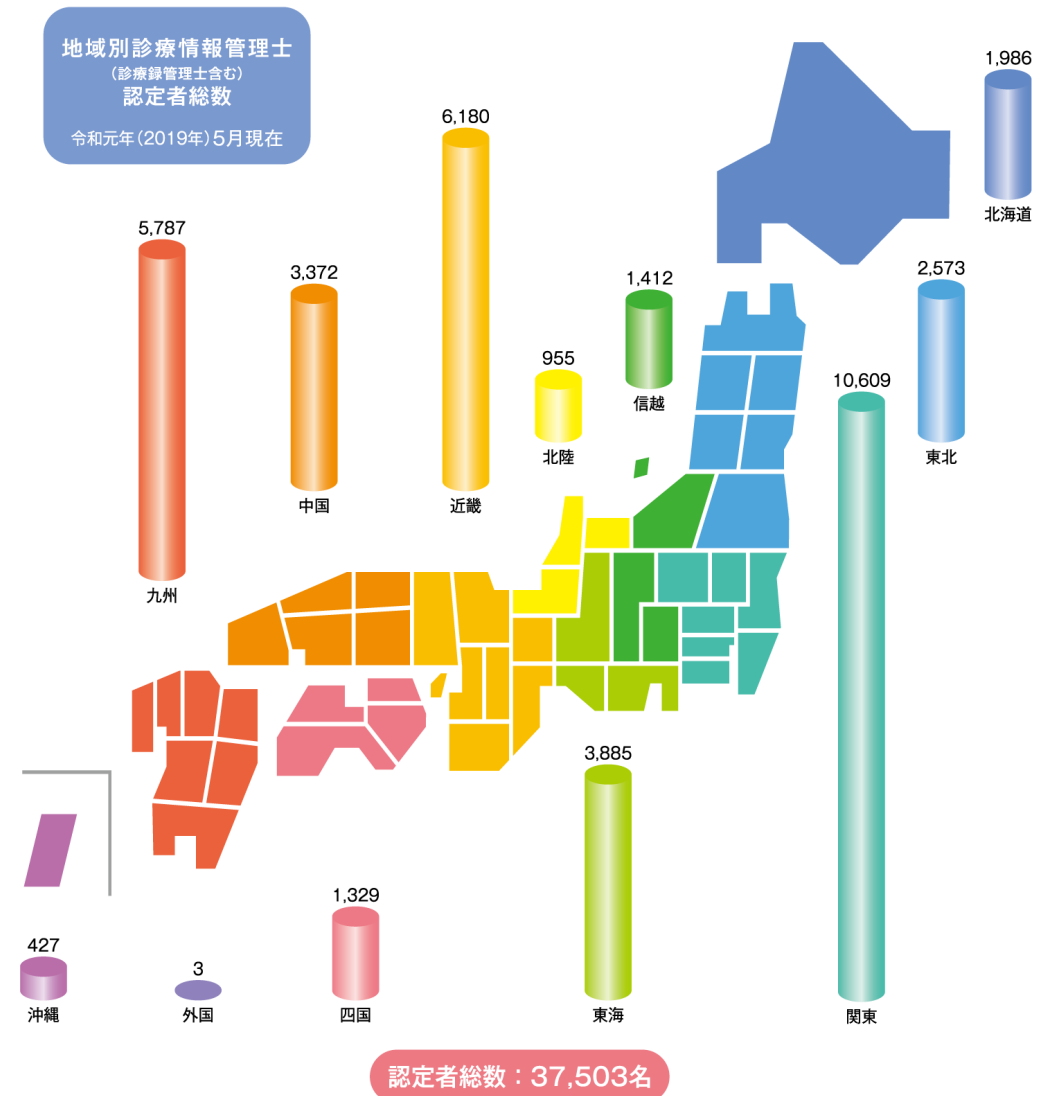 地域別診療情報管理士
（診療録管理士含む）
認定者総数
令和元年（2019年）5月現在
1,986
北海道
6,180
近畿
5,787
九州
3,372
中国
1,412
信越
2,573
東北
955
北陸
10,609
関東
3,885
東海
1,329
四国
427
沖縄
3
外国
認定者総数：37,503名